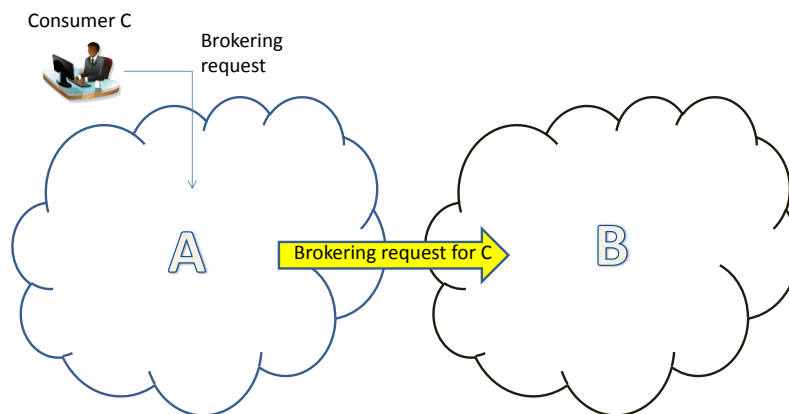 Consumer C
Brokering
request
A
Brokering request for C
B